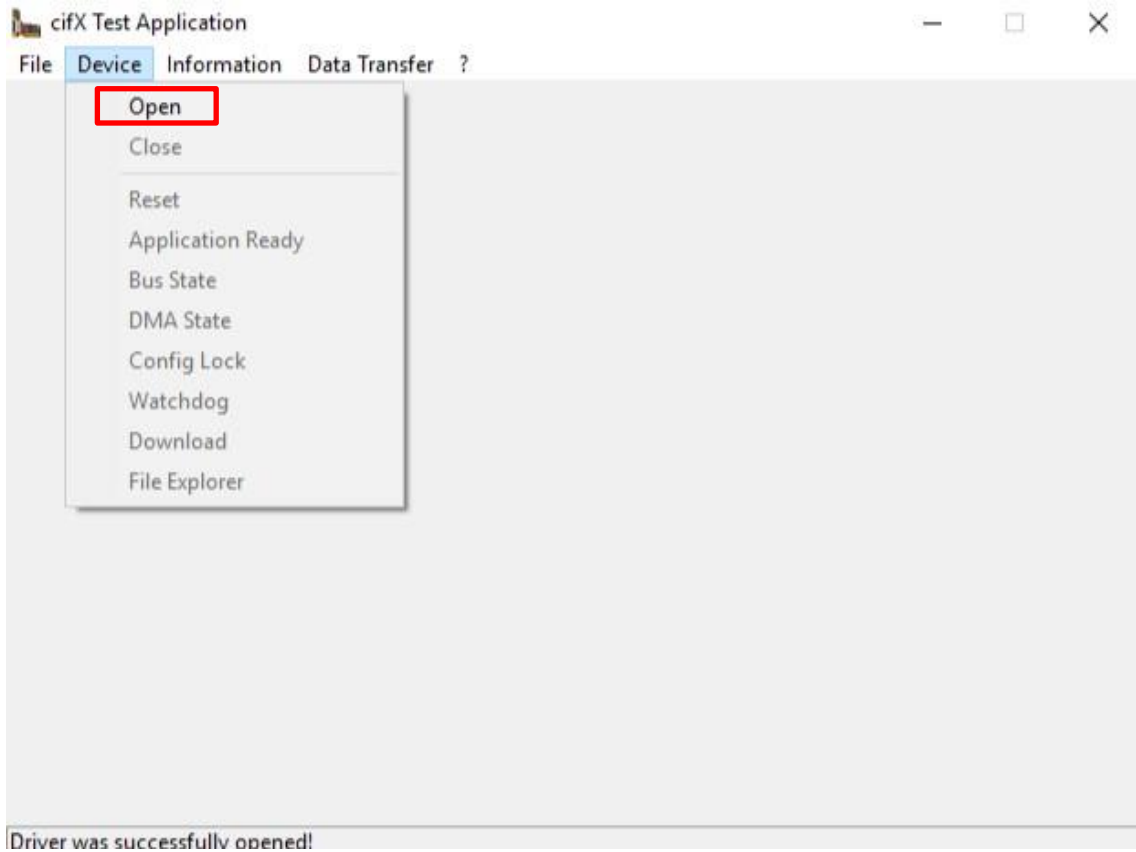 cifX Test Application
File Device Information Data Transfer ?
Open
Close
Reset
Application Ready
Bus State
DMA State
Config Lock
Watchdog
Download
File Explorer
Driver was successfully opened!